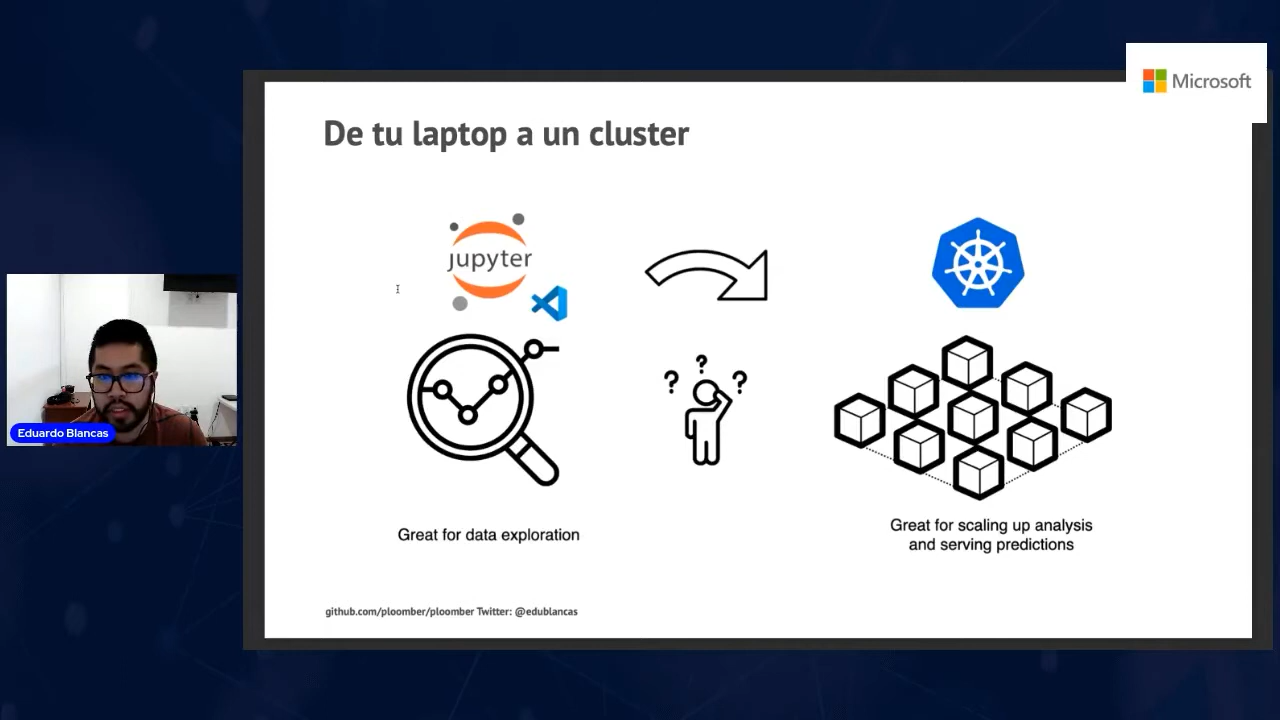 Microsoft
De tu laptop a un cluster
jupyter
? ? ?
Great for data exploration
Great for scaling up analysis
and serving predictions
github.com/ploomber/ploomber Twitter: @edublancas
Eduardo Blancas